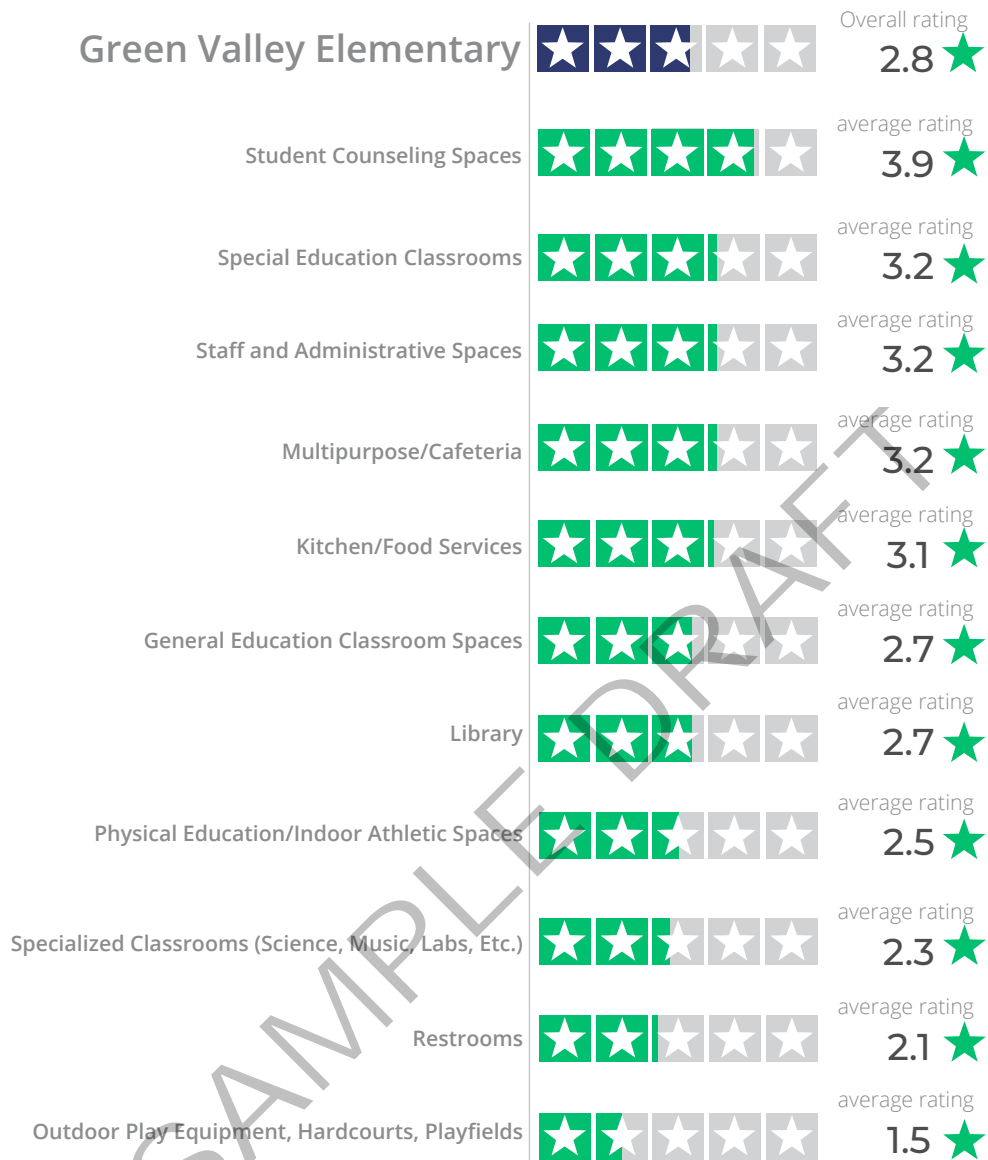 Green Valley Elementary
Overall rating
2.8
Student Counseling Spaces
average rating
3.9
Special Education Classrooms
average rating
3.2
Staff and Administrative Spaces
average rating
3.2
Multipurpose/Cafeteria
average rating
3.2
Kitchen/Food Services
average rating
3.1
General Education Classroom Spaces
average rating
2.7
Library
average rating
2.7
Physical Education/Indoor Athletic Spaces
average rating
2.5
Specialized Classrooms (Science, Music, Labs, Etc.)
average rating
2.3
Restrooms
average rating
2.1
Outdoor Play Equipment, Hardcourts, Playfields
average rating
1.5
SAMPLE DRAFT